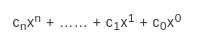 cₙxⁿ + …… + c₁x¹ + c₀x⁰